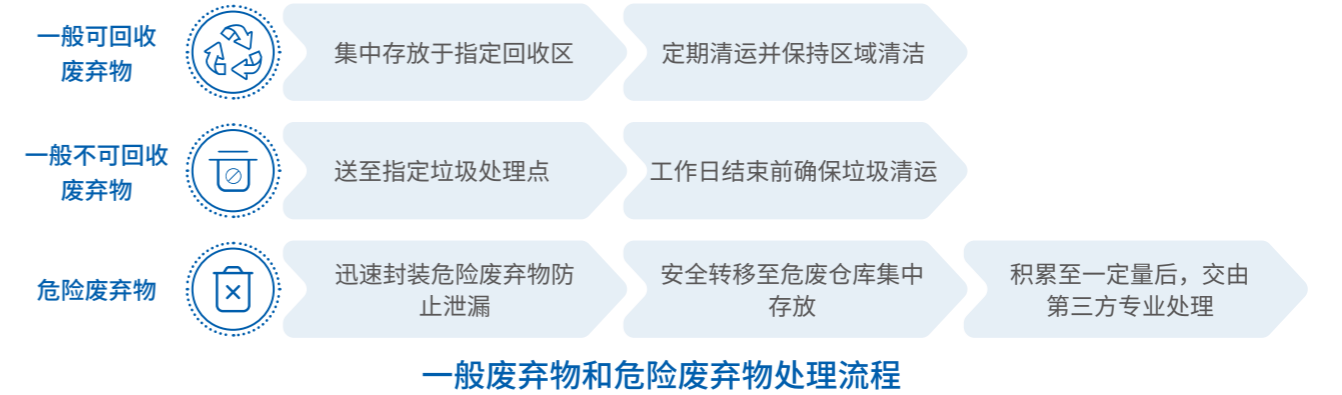 一般可回收
废弃物
集中存放于指定回收区
定期清运并保持区域清洁
一般不可回收
废弃物
送至指定垃圾处理点
工作日结束前确保垃圾清运
危险废弃物
迅速封装危险废弃物防
止泄漏
安全转移至危废仓库集中
存放
积累至一定量后，交由
第三方专业处理
一般废弃物和危险废弃物处理流程